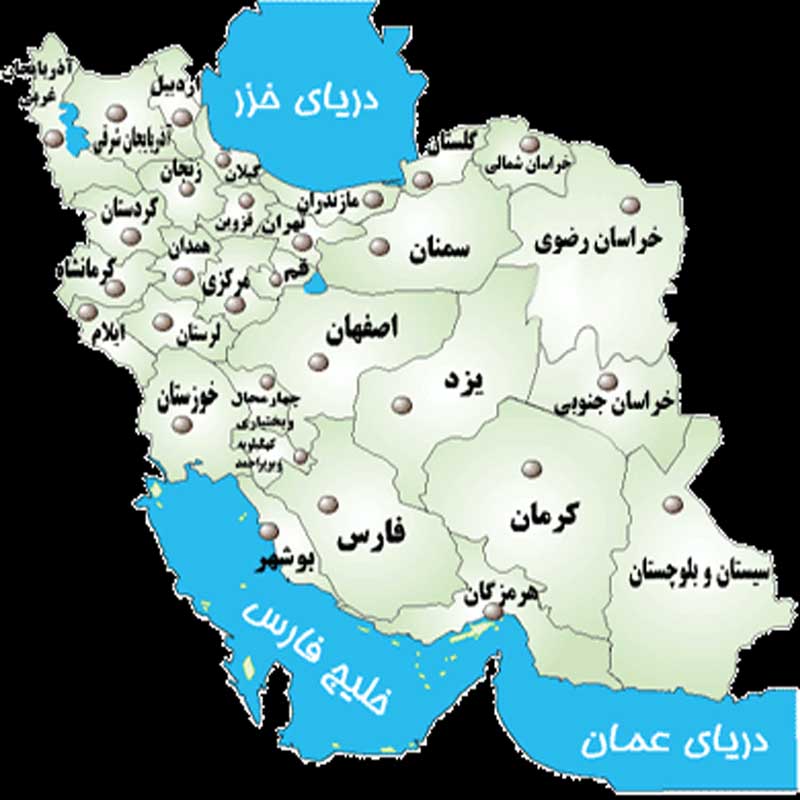 دریای خزر
آذربایجان
غربی
آذربایجان شرقی
اردبیل
گیلان
زنجان
کردستان
قزوین
تهران
مازندران
گلستان
خراسان شمالی
خراسان رضوی
سمنان
همدان
کرمانشاه
مرکزی
قم
ایلام
لرستان
اصفهان
یزد
خراسان جنوبی
خوزستان
چهارمحال
وبختیاری
کهگیلویه
وبویراحمد
فارس
کرمان
بوشهر
هرمزگان
سیستان و بلوچستان
خلیج فارس
دریای عمان